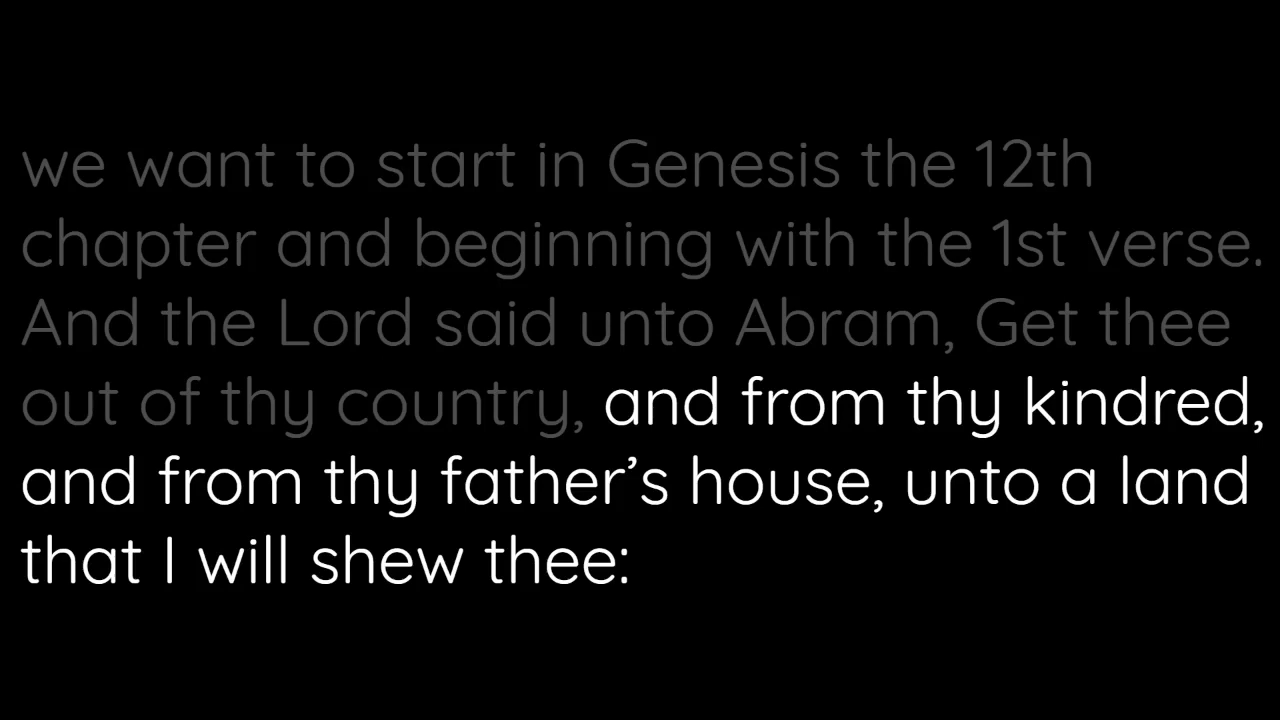 we want to start in Genesis the 12th
chapter and beginning with the 1st verse.
And the Lord said unto Abram, Get thee
out of thy country, and from thy kindred,
and from thy father’s house, unto a land
that I will shew thee: